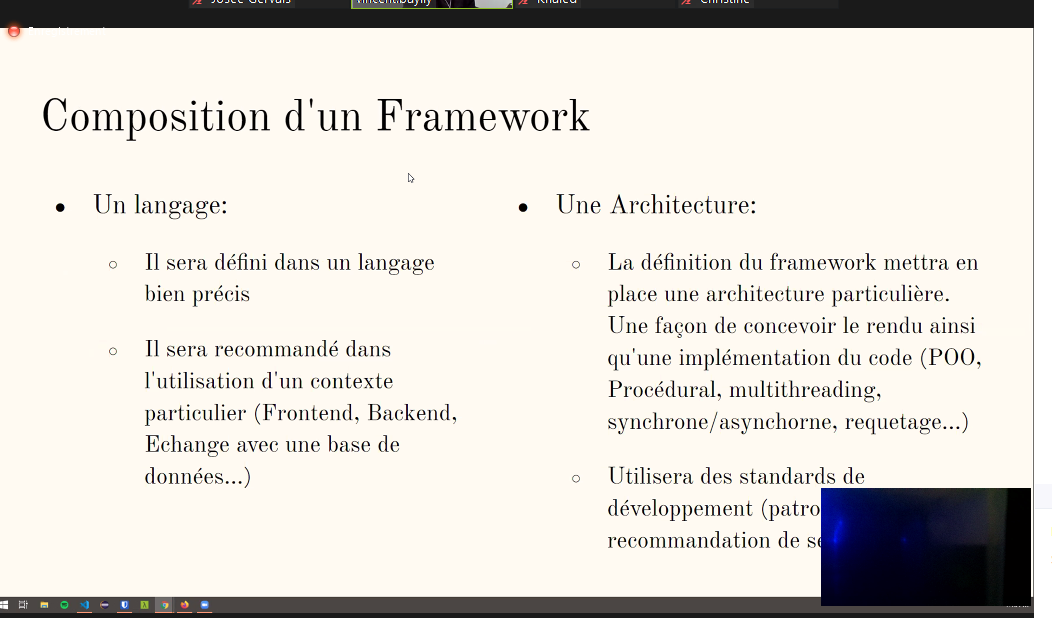 Josée Gervais
vincent.bayily
Khaled
Christine
Composition d'un Framework
● Un langage:
○ Il sera défini dans un langage
bien précis
○ Il sera recommandé dans
l'utilisation d'un contexte
particulier (Frontend, Backend,
Echange avec une base de
données...)
● Une Architecture:
○ La définition du framework mettra en
place une architecture particulière.
Une façon de concevoir le rendu ainsi
qu'une implémentation du code (POO,
Procédural, multithreading,
synchrone/asynchorne, requetage...)
○ Utilisera des standards de
développement (patro
recommandation de se